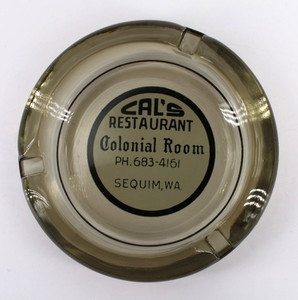 CAL'S
RESTAURANT
Colonial Room
PH. 683-4161
SEQUIM, WA.